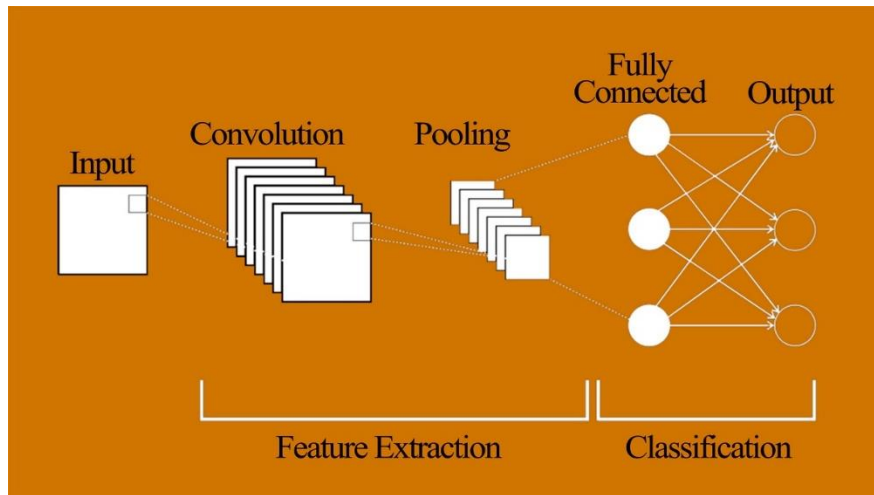 Input
Convolution
Pooling
Fully
Connected
Output
Feature Extraction
Classification